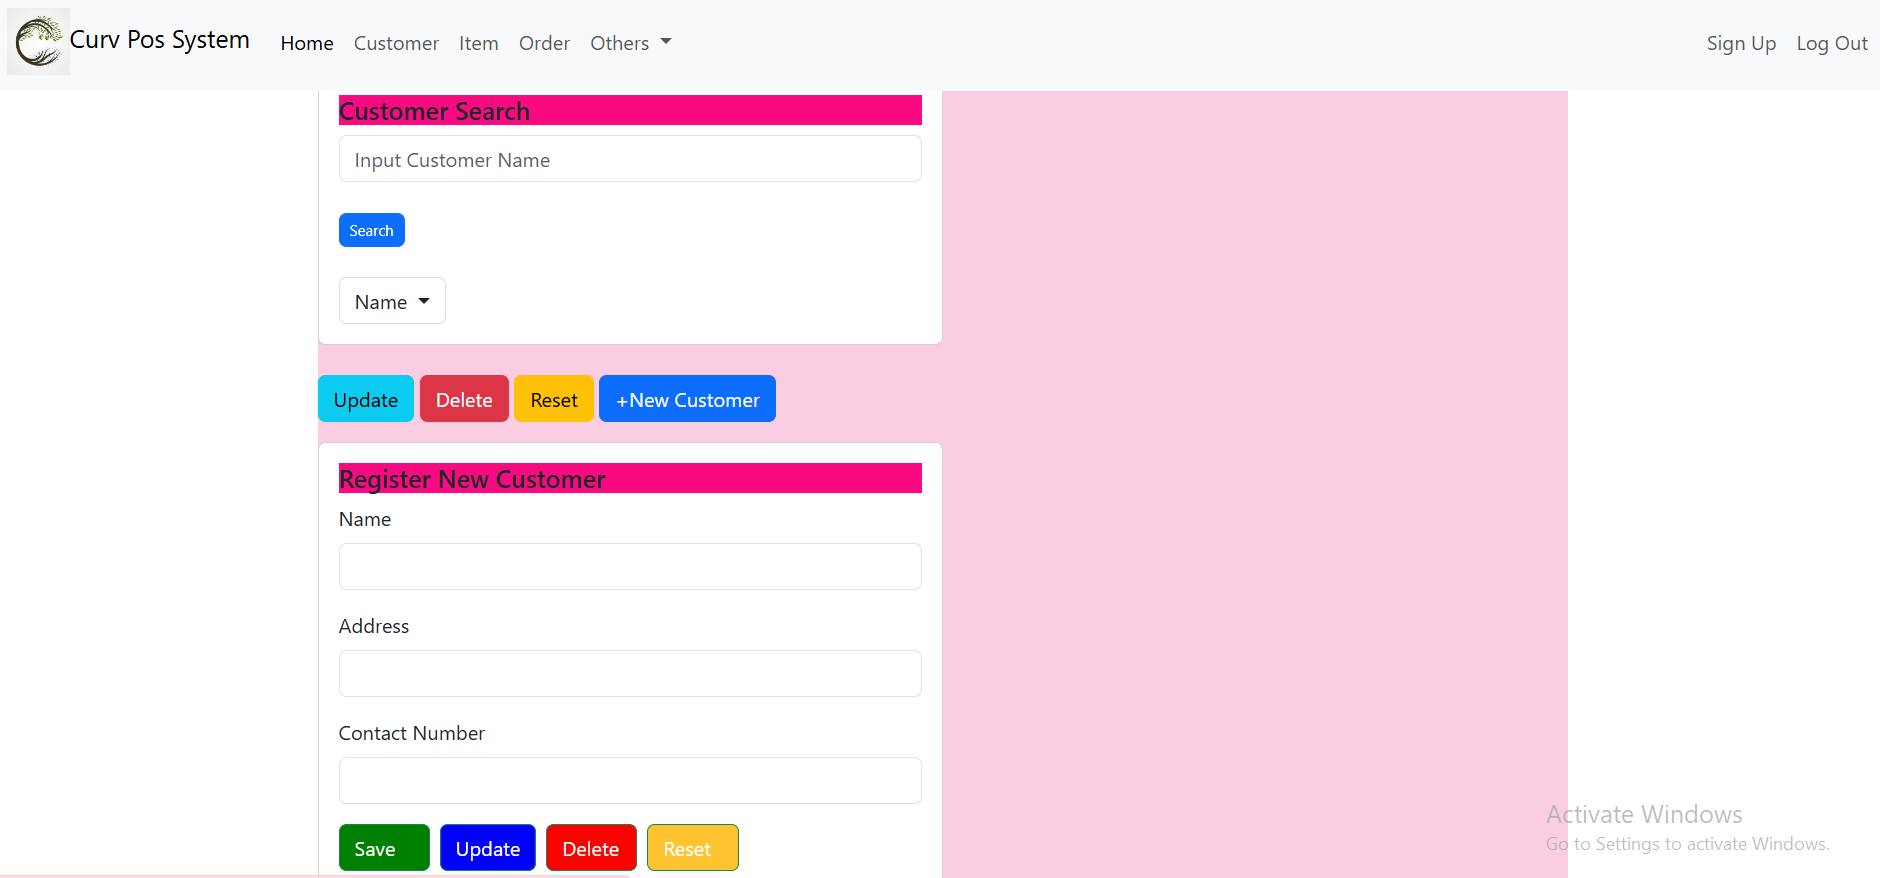 Curv Pos System Home Customer Item Order Others Sign Up Log Out
Customer Search
Input Customer Name
Search
Name
Update Delete Reset +New Customer
Register New Customer
Name
Address
Contact Number
Save Update Delete Reset
Activate Windows
Go to Settings to activate Windows.